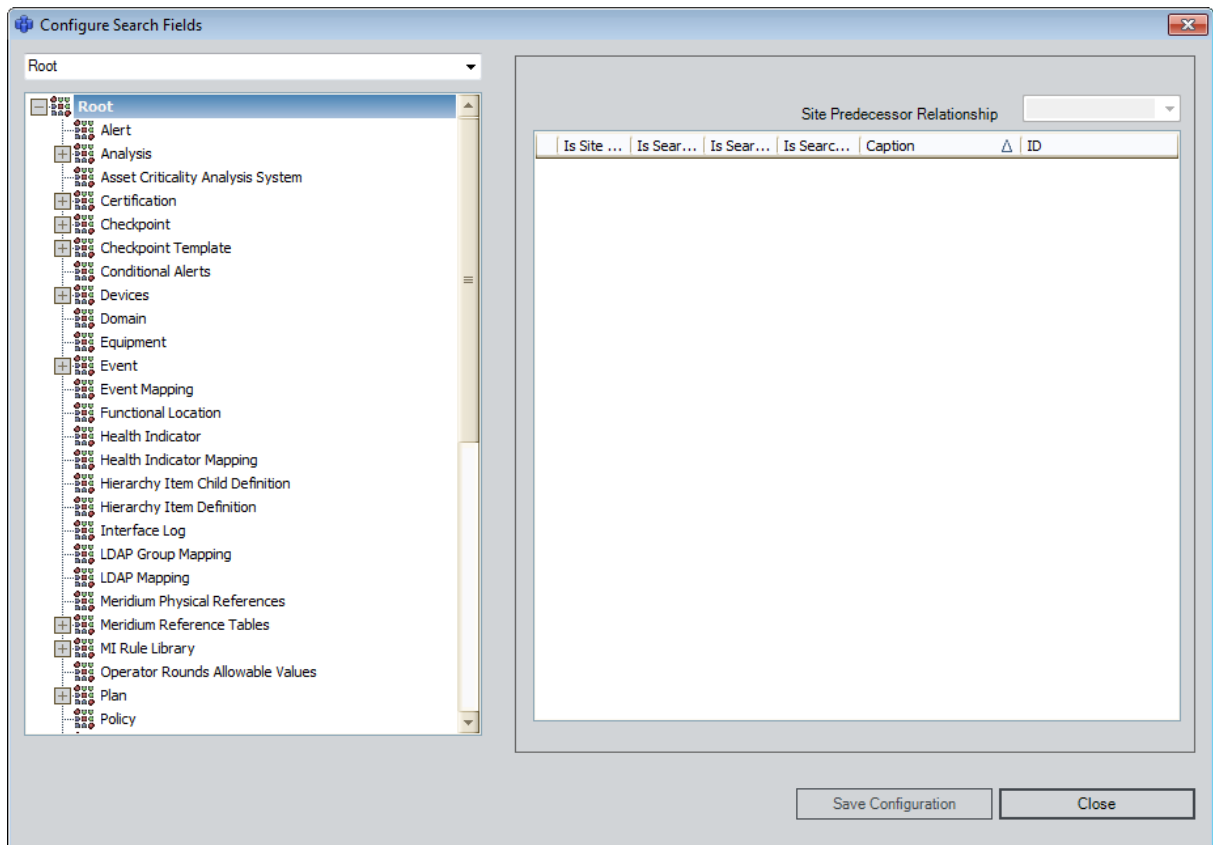 Configure Search Fields
Root
Root
Alert
Analysis
Asset Criticality Analysis System
Certification
Checkpoint
Checkpoint Template
Conditional Alerts
Devices
Domain
Equipment
Event
Event Mapping
Functional Location
Health Indicator
Health Indicator Mapping
Hierarchy Item Child Definition
Hierarchy Item Definition
Interface Log
LDAP Group Mapping
LDAP Mapping
Meridium Physical References
Meridium Reference Tables
MI Rule Library
Operator Rounds Allowable Values
Plan
Policy
Site Predecessor Relationship
Is Site ... Is Sear... Is Sear... Is Searc... Caption ID
Save Configuration Close